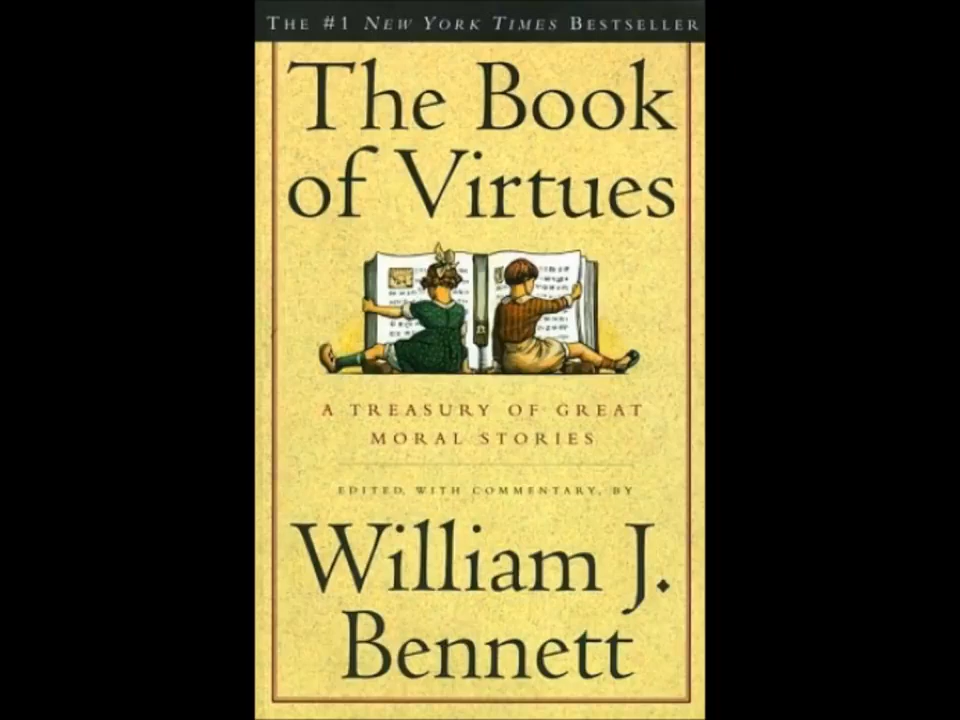 THE #1 NEW YORK TIMES BESTSELLER
The Book
of Virtues
A TREASURY OF GREAT
MORAL STORIES
EDITED, WITH COMMENTARY, BY
William J.
Bennett